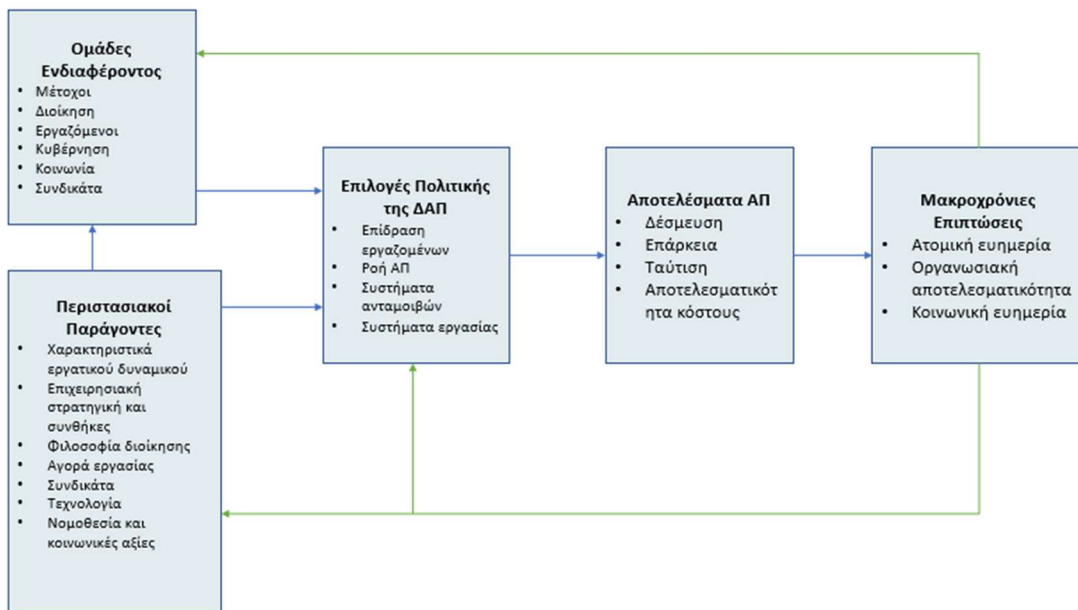 Ομάδες
Ενδιαφέροντος
• Μέτοχοι
• Διοίκηση
• Εργαζόμενοι
• Κυβέρνηση
• Κοινωνία
• Συνδικάτα
Περιστασιακοί
Παράγοντες
• Χαρακτηριστικά
εργατικού δυναμικού
• Επιχειρησιακή
στρατηγική και
συνθήκες
• Φιλοσοφία διοίκησης
• Αγορά εργασίας
• Συνδικάτα
• Τεχνολογία
• Νομοθεσία και
κοινωνικές αξίες
Επιλογές Πολιτικής
της ΔΑΠ
• Επίδραση
εργαζομένων
• Ροή ΑΠ
• Συστήματα
ανταμοιβών
• Συστήματα εργασίας
Αποτελέσματα ΑΠ
• Δέσμευση
• Επάρκεια
• Ταύτιση
• Αποτελεσματικότ
ητα κόστους
Μακροχρόνιες
Επιπτώσεις
• Ατομική ευημερία
• Οργανωσιακή
αποτελεσματικότητα
• Κοινωνική ευημερία